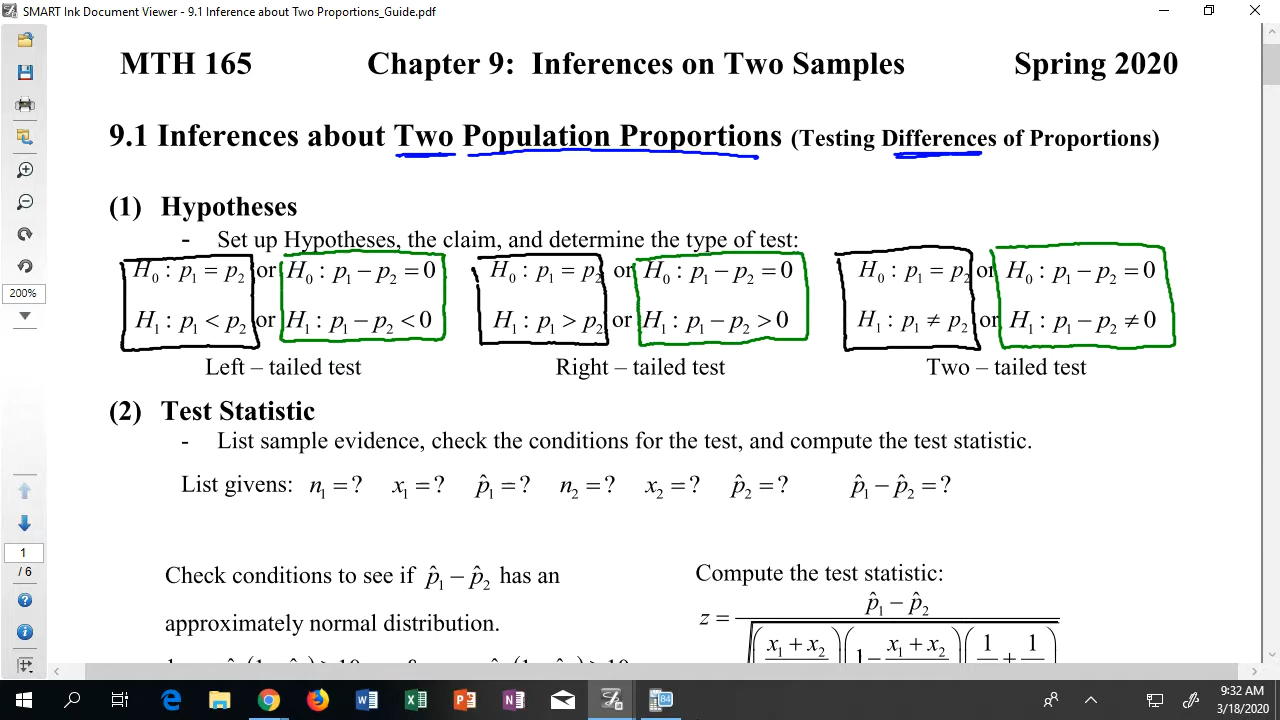 SMART Ink Document Viewer - 9.1 Inference about Two Proportions_Guide.pdf
MTH 165 Chapter 9: Inferences on Two Samples Spring 2020
9.1 Inferences about Two Population Proportions (Testing Differences of Proportions)
(1) Hypotheses
- Set up Hypotheses, the claim, and determine the type of test:
H₀ : p₁ = p₂ or H₀ : p₁ − p₂ = 0 H₀ : p₁ = p₂ or H₀ : p₁ − p₂ = 0 H₀ : p₁ = p₂ or H₀ : p₁ − p₂ = 0
H₁ : p₁ < p₂ or H₁ : p₁ − p₂ < 0 H₁ : p₁ > p₂ or H₁ : p₁ − p₂ > 0 H₁ : p₁ ≠ p₂ or H₁ : p₁ − p₂ ≠ 0
Left – tailed test Right – tailed test Two – tailed test
(2) Test Statistic
- List sample evidence, check the conditions for the test, and compute the test statistic.
List givens: n₁ = ? x₁ = ? p̂₁ = ? n₂ = ? x₂ = ? p̂₂ = ? p̂₁ − p̂₂ = ?
Check conditions to see if p̂₁ − p̂₂ has an
approximately normal distribution.
Compute the test statistic:
p̂₁ − p̂₂
z =
x₁ + x₂ 1 − x₁ + x₂ 1 + 1
200%
1
/ 6
84
9:32 AM
3/18/2020